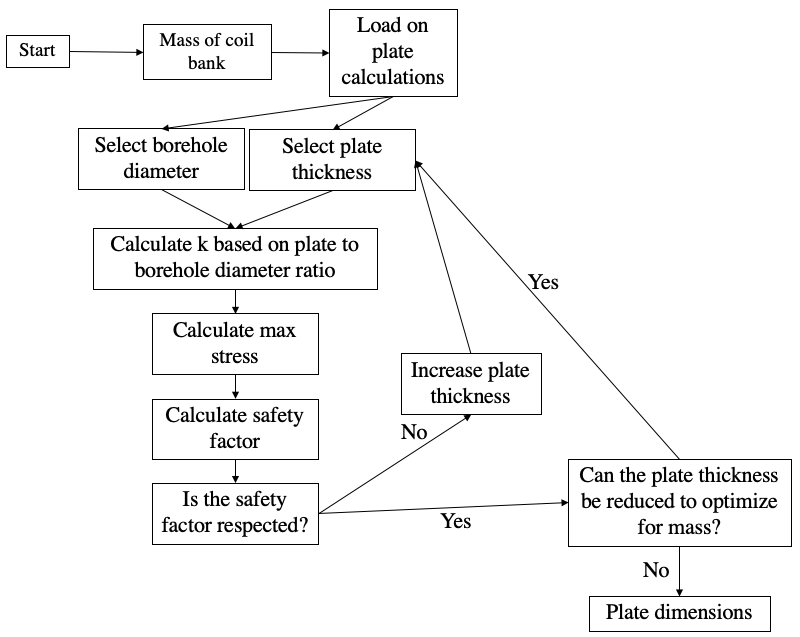 Start
Mass of coil
bank
Load on
plate
calculations
Select borehole
diameter
Select plate
thickness
Calculate k based on plate to
borehole diameter ratio
Yes
Calculate max
stress
Increase plate
thickness
Calculate safety
factor
No
Is the safety
factor respected?
Yes
Can the plate thickness
be reduced to optimize
for mass?
No
Plate dimensions